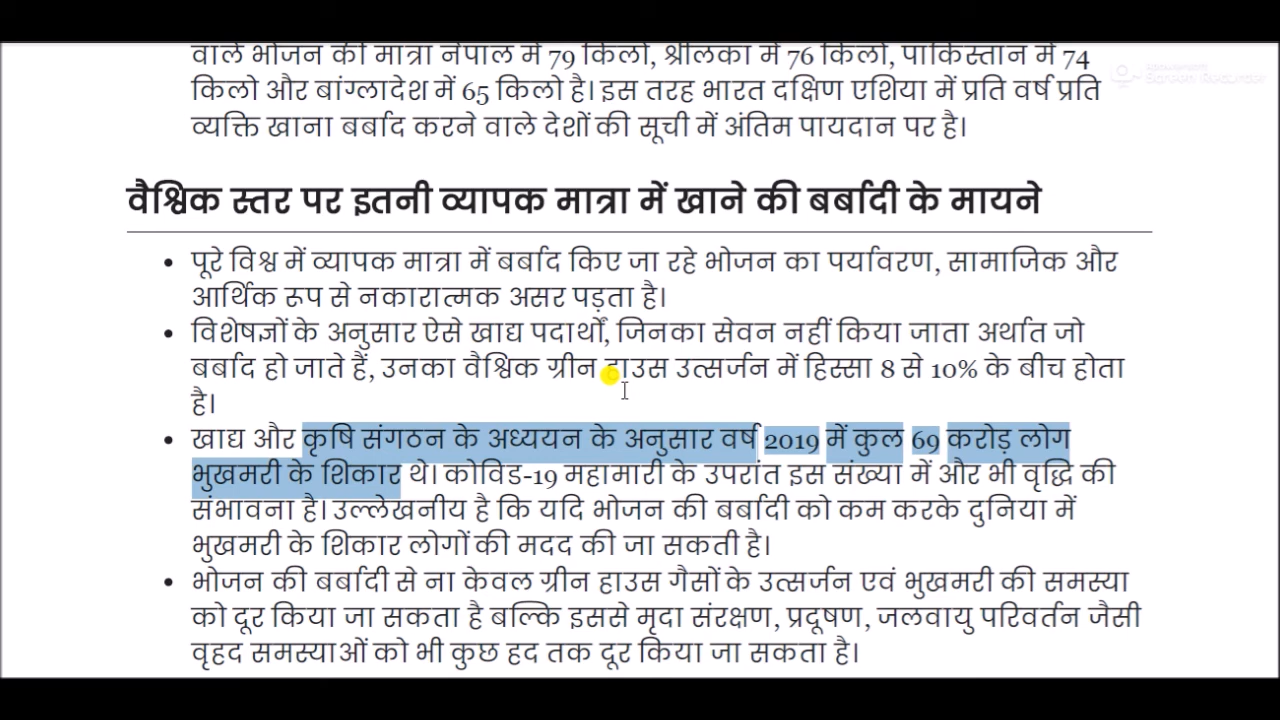 वाले भोजन की मात्रा नेपाल में 79 किलो, श्रीलंका में 76 किलो, पाकिस्तान में 74
किलो और बांग्लादेश में 65 किलो है। इस तरह भारत दक्षिण एशिया में प्रति वर्ष प्रति
व्यक्ति खाना बर्बाद करने वाले देशों की सूची में अंतिम पायदान पर है।
वैश्विक स्तर पर इतनी व्यापक मात्रा में खाने की बर्बादी के मायने
• पूरे विश्व में व्यापक मात्रा में बर्बाद किए जा रहे भोजन का पर्यावरण, सामाजिक और
आर्थिक रूप से नकारात्मक असर पड़ता है।
• विशेषज्ञों के अनुसार ऐसे खाद्य पदार्थों, जिनका सेवन नहीं किया जाता अर्थात जो
बर्बाद हो जाते हैं, उनका वैश्विक ग्रीन हाउस उत्सर्जन में हिस्सा 8 से 10% के बीच होता
है।
• खाद्य और कृषि संगठन के अध्ययन के अनुसार वर्ष 2019 में कुल 69 करोड़ लोग
भुखमरी के शिकार थे। कोविड-19 महामारी के उपरांत इस संख्या में और भी वृद्धि की
संभावना है। उल्लेखनीय है कि यदि भोजन की बर्बादी को कम करके दुनिया में
भुखमरी के शिकार लोगों की मदद की जा सकती है।
• भोजन की बर्बादी से ना केवल ग्रीन हाउस गैसों के उत्सर्जन एवं भुखमरी की समस्या
को दूर किया जा सकता है बल्कि इससे मृदा संरक्षण, प्रदूषण, जलवायु परिवर्तन जैसी
वृहद समस्याओं को भी कुछ हद तक दूर किया जा सकता है।
Screen Recorder